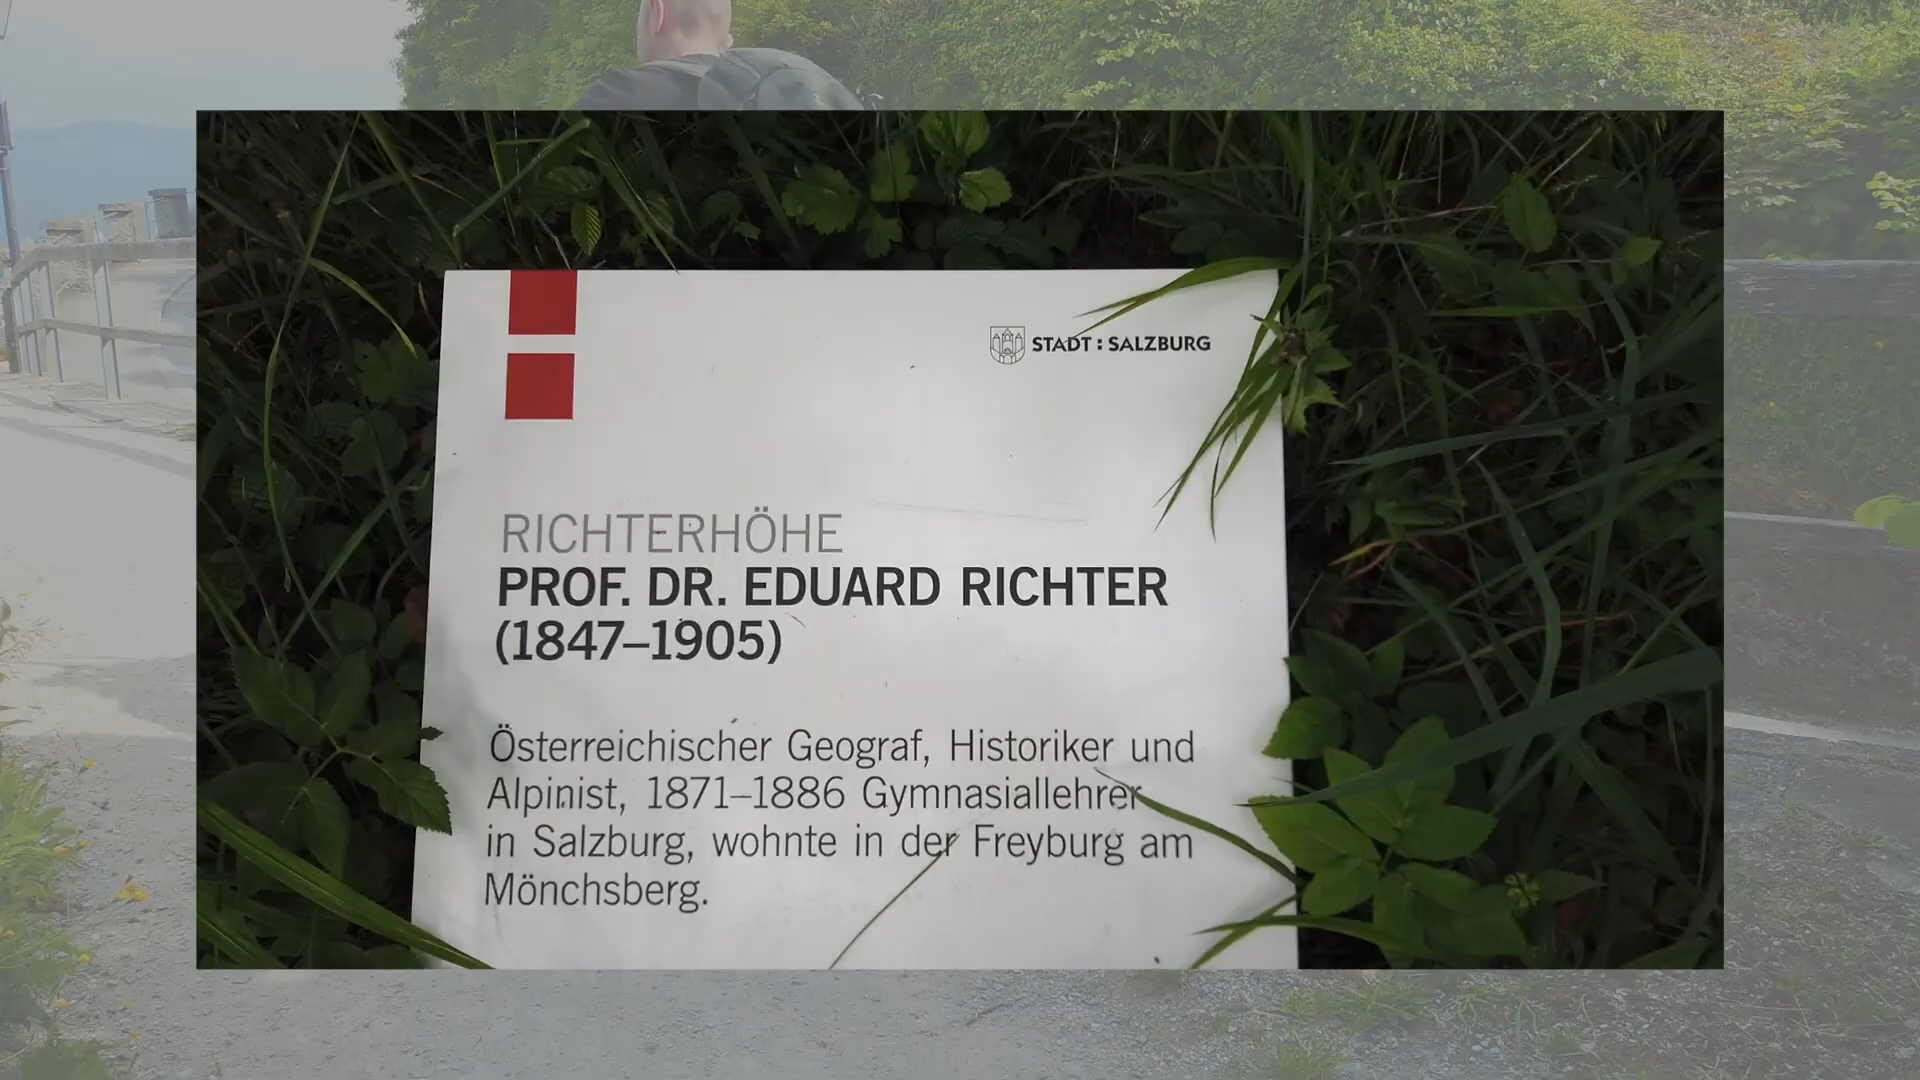 STADT : SALZBURG
RICHTERHÖHE
PROF. DR. EDUARD RICHTER
(1847–1905)
Österreichischer Geograf, Historiker und
Alpinist, 1871–1886 Gymnasiallehrer
in Salzburg, wohnte in der Freyburg am
Mönchsberg.